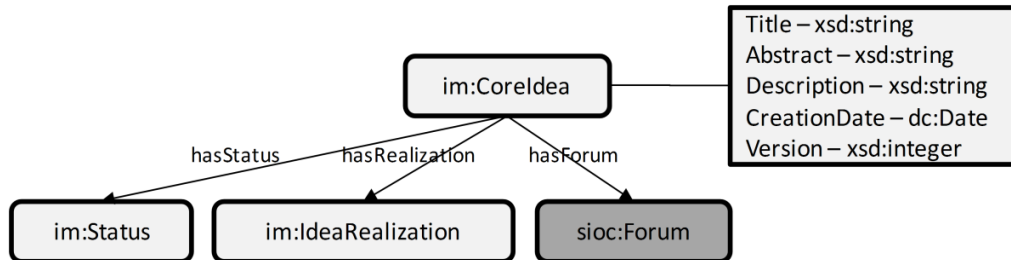 Title – xsd:string
Abstract – xsd:string
Description – xsd:string
CreationDate – dc:Date
Version – xsd:integer
im:CoreIdea
hasStatus
hasRealization
hasForum
im:Status
im:IdeaRealization
sioc:Forum